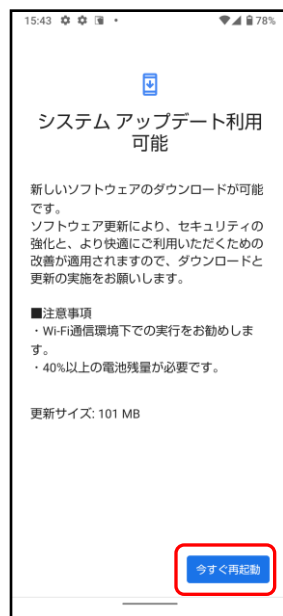 15:43
78%
システム アップデート利用
可能
新しいソフトウェアのダウンロードが可能
です。
ソフトウェア更新により、セキュリティの
強化と、より快適にご利用いただくための
改善が適用されますので、ダウンロードと
更新の実施をお願いします。
■注意事項
・Wi-Fi通信環境下での実行をお勧めしま
す。
・40%以上の電池残量が必要です。
更新サイズ: 101 MB
今すぐ再起動